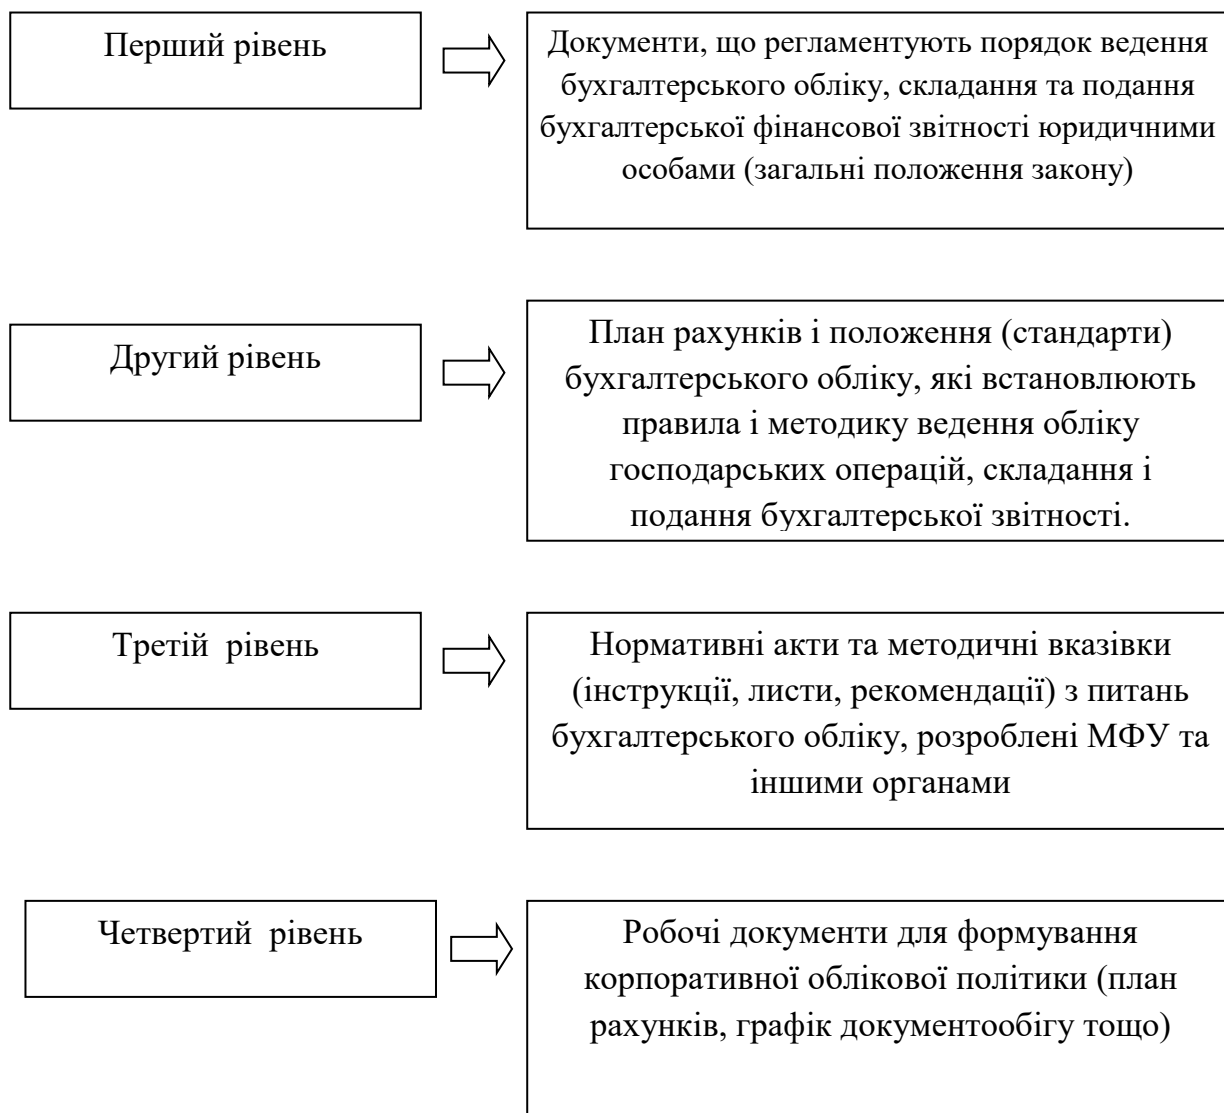 Перший рівень
Документи, що регламентують порядок ведення
бухгалтерського обліку, складання та подання
бухгалтерської фінансової звітності юридичними
особами (загальні положення закону)
Другий рівень
План рахунків і положення (стандарти)
бухгалтерського обліку, які встановлюють
правила і методику ведення обліку
господарських операцій, складання і
подання бухгалтерської звітності.
Третій рівень
Нормативні акти та методичні вказівки
(інструкції, листи, рекомендації) з питань
бухгалтерського обліку, розроблені МФУ та
іншими органами
Четвертий рівень
Робочі документи для формування
корпоративної облікової політики (план
рахунків, графік документообігу тощо)